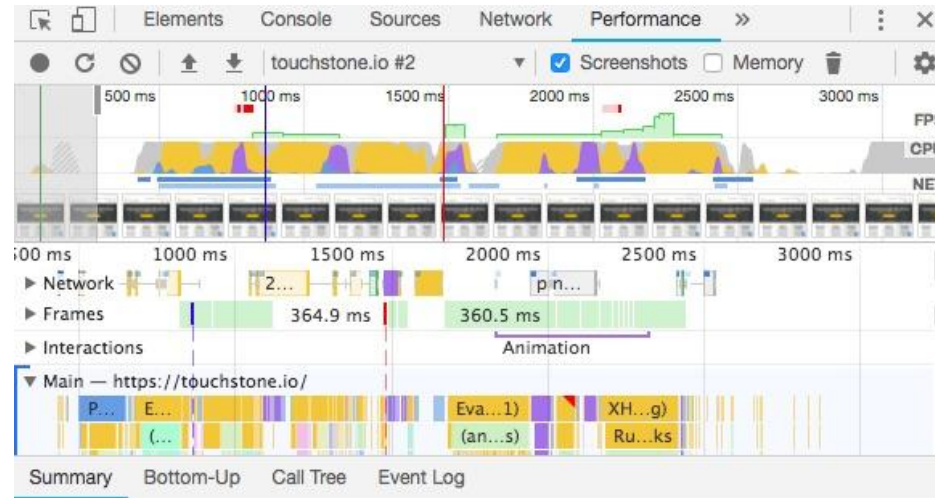 Elements Console Sources Network Performance »
touchstone.io #2 Screenshots Memory
500 ms 1000 ms 1500 ms 2000 ms 2500 ms 3000 ms
FP
CPU
NE
500 ms 1000 ms 1500 ms 2000 ms 2500 ms 3000 ms
Network 2... p n...
Frames 364.9 ms 360.5 ms
Interactions Animation
Main — https://touchstone.io/
P... E... Eva...1) XH...g)
(... (an...s) Ru...ks
Summary Bottom-Up Call Tree Event Log